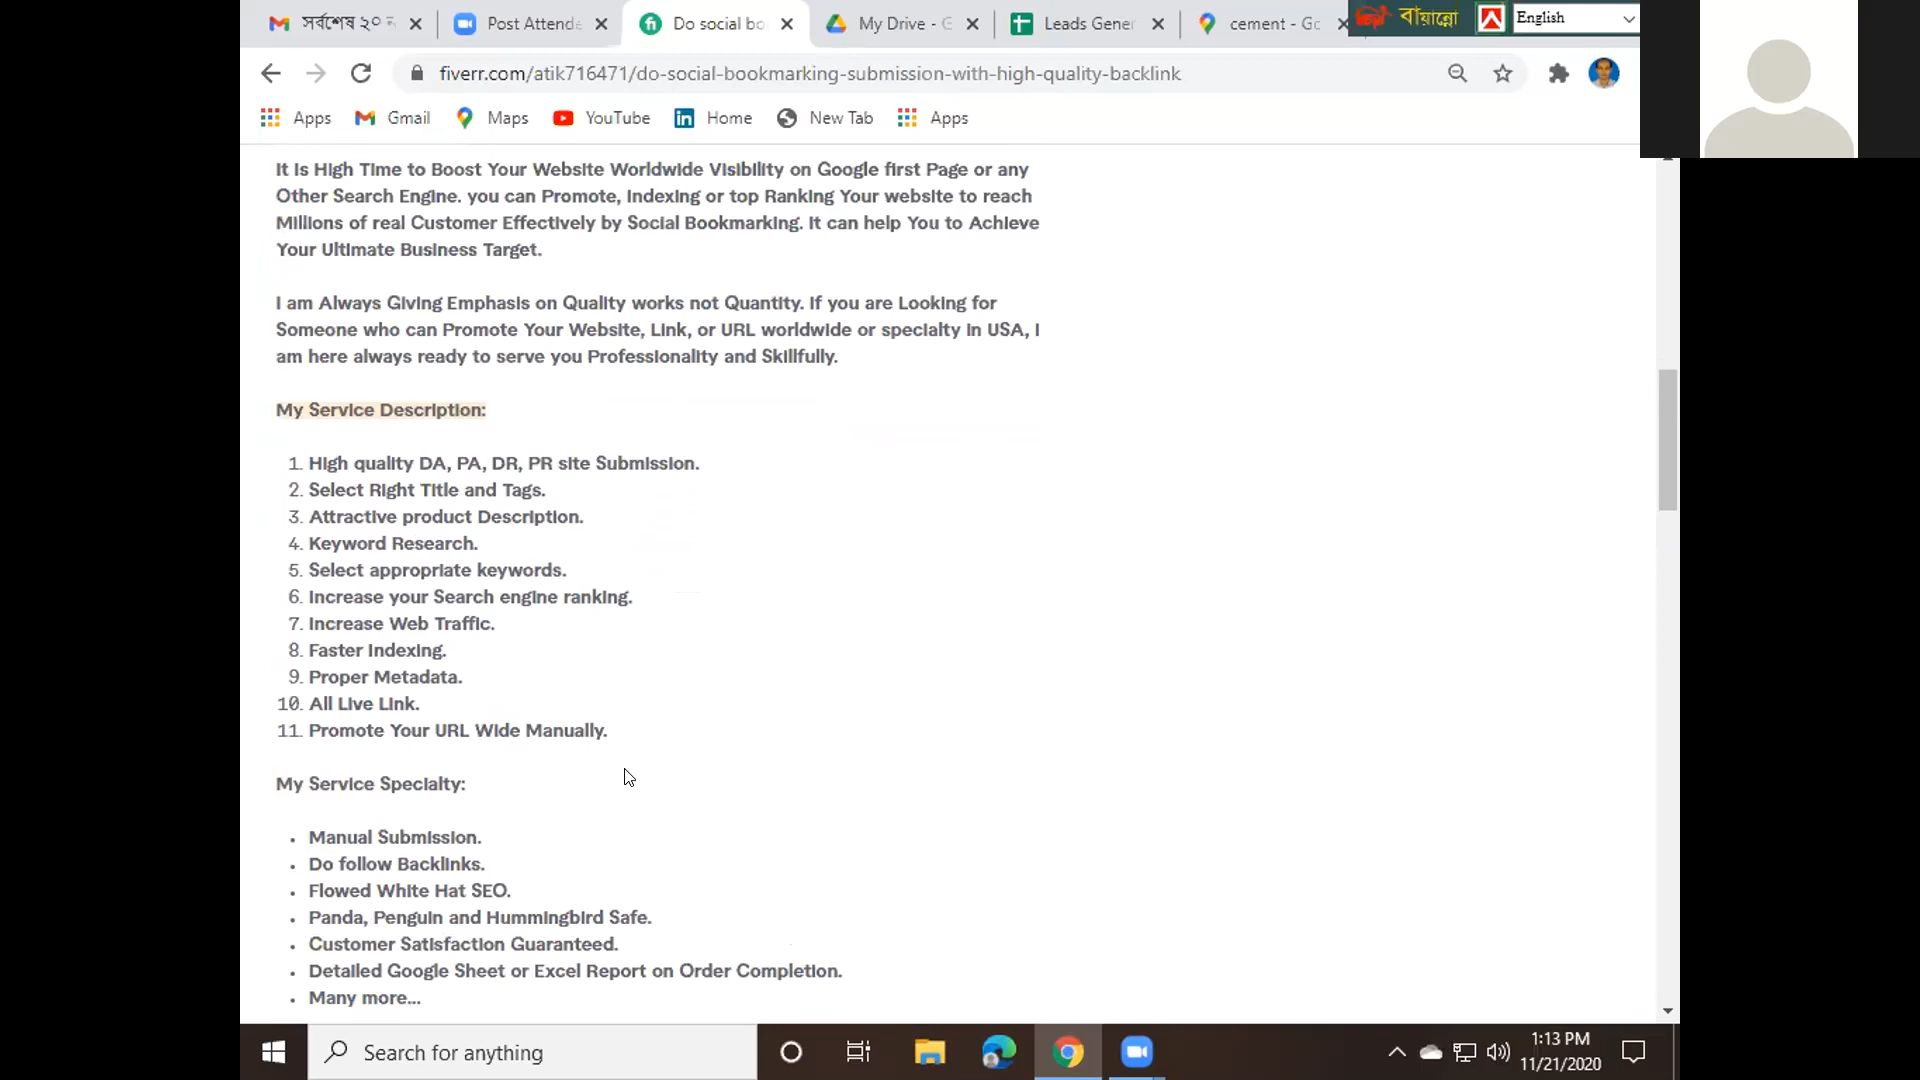 সর্বশেষ ২০
Post Attende
Do social bo
My Drive - G
Leads Gener
cement - Go
বায়ান্নো
English
fiverr.com/atik716471/do-social-bookmarking-submission-with-high-quality-backlink
Apps
Gmail
Maps
YouTube
Home
New Tab
Apps
It Is High Time to Boost Your Website Worldwide Visibility on Google first Page or any
Other Search Engine. you can Promote, Indexing or top Ranking Your website to reach
Millions of real Customer Effectively by Social Bookmarking. It can help You to Achieve
Your Ultimate Business Target.
I am Always Giving Emphasis on Quality works not Quantity. If you are Looking for
Someone who can Promote Your Website, Link, or URL worldwide or specialty in USA, I
am here always ready to serve you Professionality and Skillfully.
My Service Description:
1. High quality DA, PA, DR, PR site Submission.
2. Select Right Title and Tags.
3. Attractive product Description.
4. Keyword Research.
5. Select appropriate keywords.
6. Increase your Search engine ranking.
7. Increase Web Traffic.
8. Faster Indexing.
9. Proper Metadata.
10. All Live Link.
11. Promote Your URL Wide Manually.
My Service Specialty:
• Manual Submission.
• Do follow Backlinks.
• Flowed White Hat SEO.
• Panda, Penguin and Hummingbird Safe.
• Customer Satisfaction Guaranteed.
• Detailed Google Sheet or Excel Report on Order Completion.
• Many more...
Search for anything
1:13 PM
11/21/2020